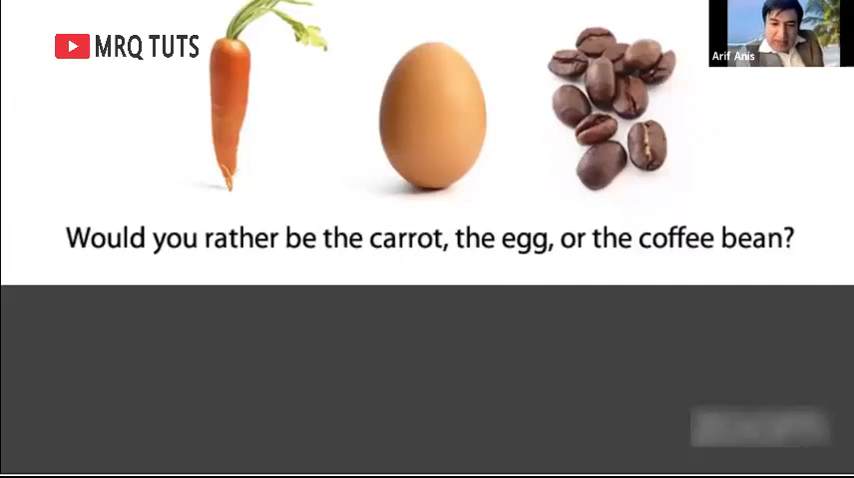 MRQ TUTS
Arif Anis
Would you rather be the carrot, the egg, or the coffee bean?